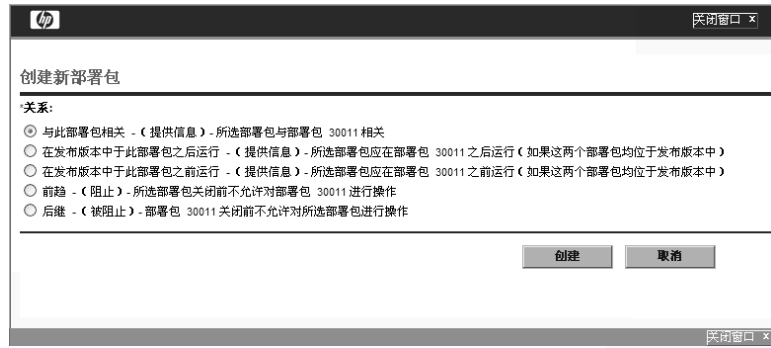 hp
关闭窗口 x
创建新部署包
*关系:
与此部署包相关 - ( 提供信息 ) - 所选部署包与部署包 30011 相关
在发布版本中于此部署包之后运行 - ( 提供信息 ) - 所选部署包应在部署包 30011 之后运行 ( 如果这两个部署包均位于发布版本中 )
在发布版本中于此部署包之前运行 - ( 提供信息 ) - 所选部署包应在部署包 30011 之前运行 ( 如果这两个部署包均位于发布版本中 )
前趋 - ( 阻止 ) - 所选部署包关闭前不允许对部署包 30011 进行操作
后继 - ( 被阻止 ) - 部署包 30011 关闭前不允许对所选部署包进行操作
创建 取消
关闭窗口 x